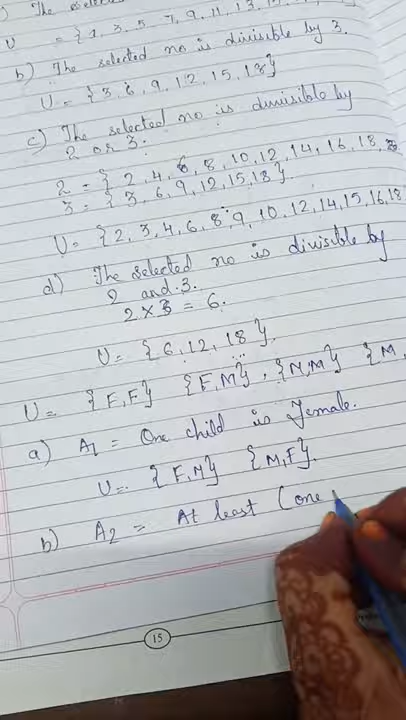 ) The selected
U = {1, 3, 5, 7, 9, 11, 13, 15,
b) The selected no is divisible by 3.
U = {3, 6, 9, 12, 15, 18}
c) The selected no is divisible by
2 or 3.
2 = {2, 4, 6, 8, 10, 12, 14, 16, 18,
3 = {3, 6, 9, 12, 15, 18}.
U = {2, 3, 4, 6, 8, 9, 10, 12, 14, 15, 16, 18
d) The selected no is divisible by
2 and 3.
2 × 3 = 6.
U = {6, 12, 18}.
U = {F,F} {F,M}, {M,M} {M,
a) A1 = One child is Female.
U = {F,M} {M,F}.
b) A2 = At least (one
15